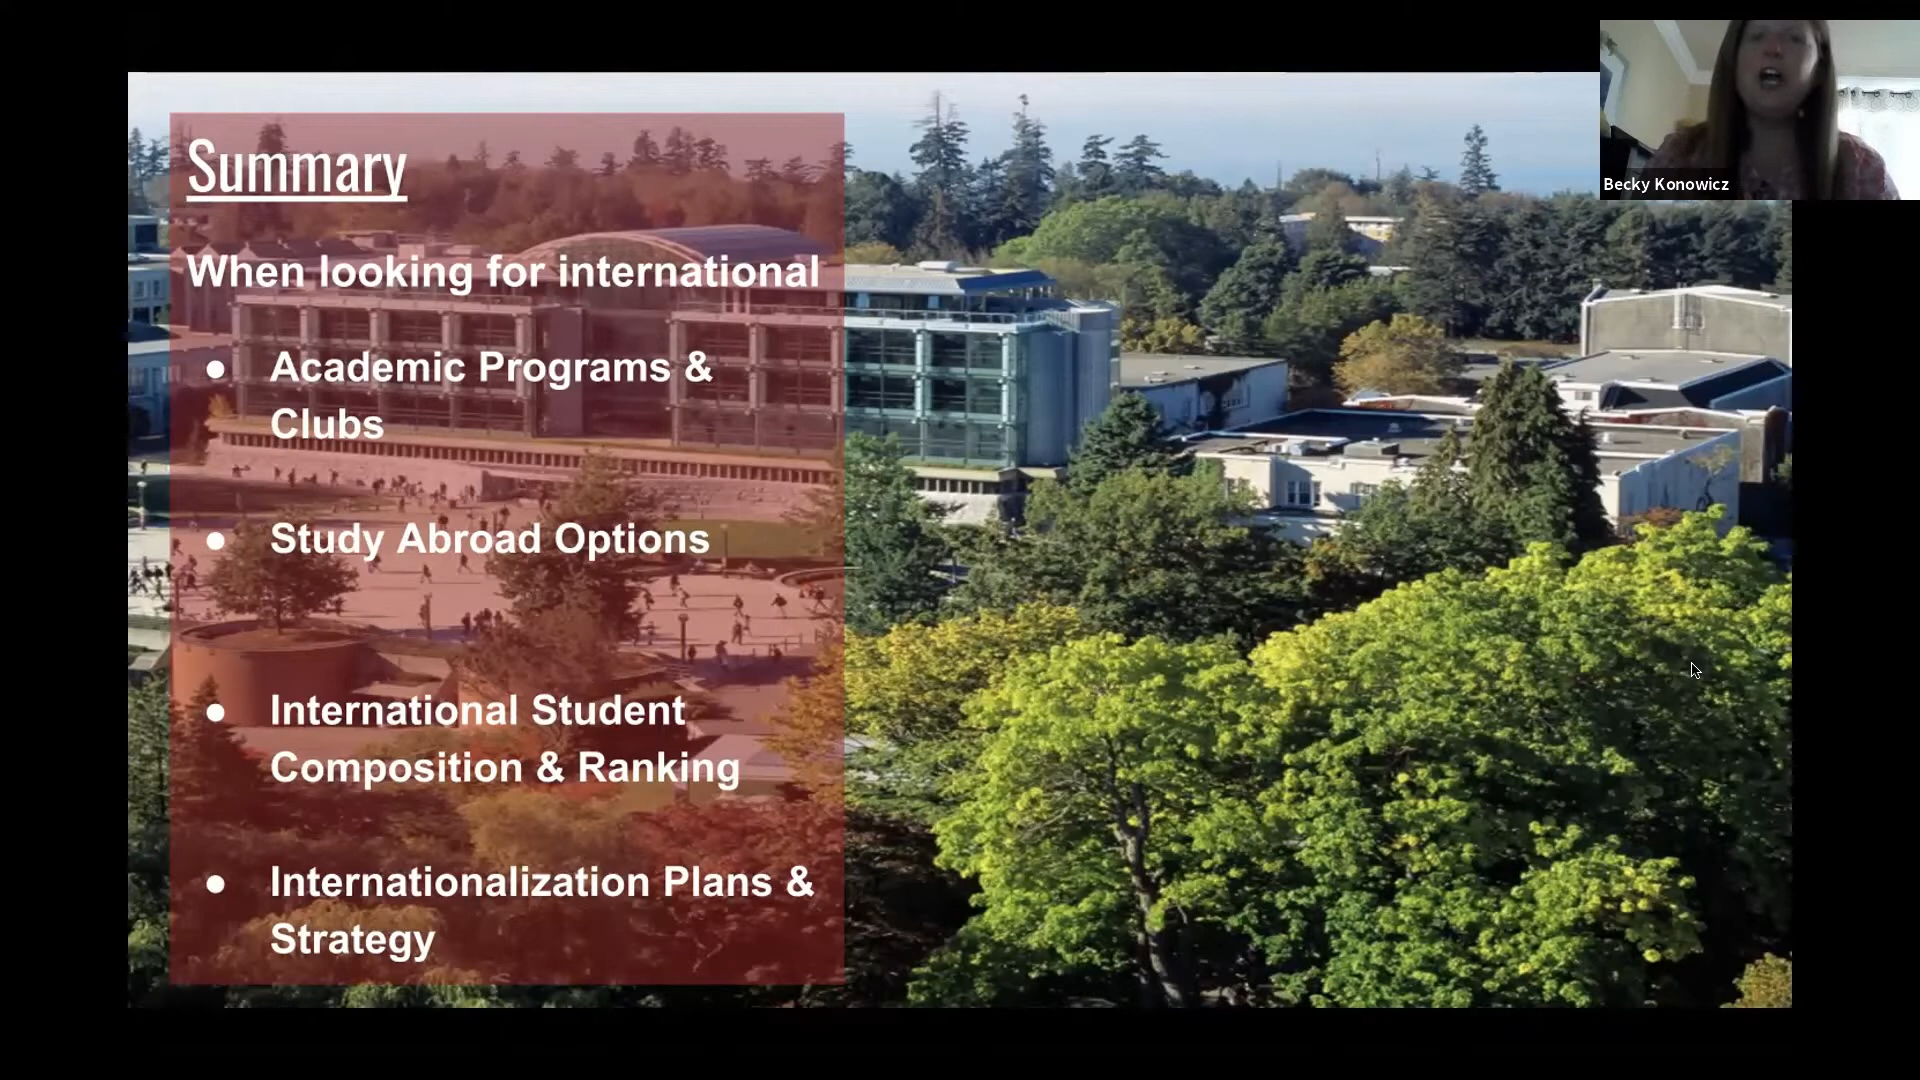 Summary
When looking for international
● Academic Programs &
Clubs
● Study Abroad Options
● International Student
Composition & Ranking
● Internationalization Plans &
Strategy
Becky Konowicz